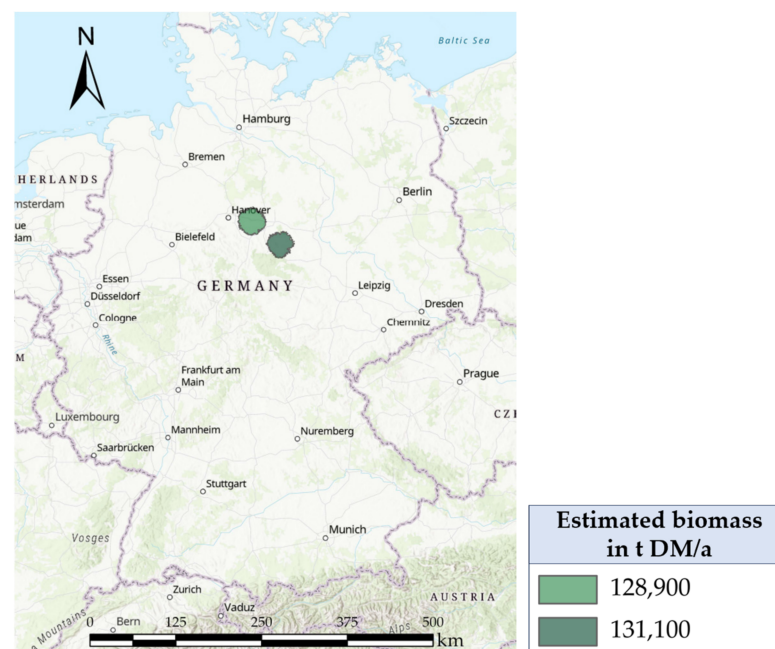 N
Baltic Sea
Hamburg
Szczecin
Bremen
HERLANDS
Berlin
msterdam
Hanover
ue
dam
Bielefeld
Essen
GERMANY
Leipzig
Düsseldorf
Dresden
Cologne
Chemnitz
Rhine
M
Frankfurt am
Main
Prague
Luxembourg
CZI
Mannheim
Nuremberg
Saarbrücken
Stuttgart
Vosges
Munich
Estimated biomass
in t DM/a
128,900
131,100
Zurich
Vaduz
AUSTRIA
Bern
Mountains
Alps
0 125 250 375 500
km